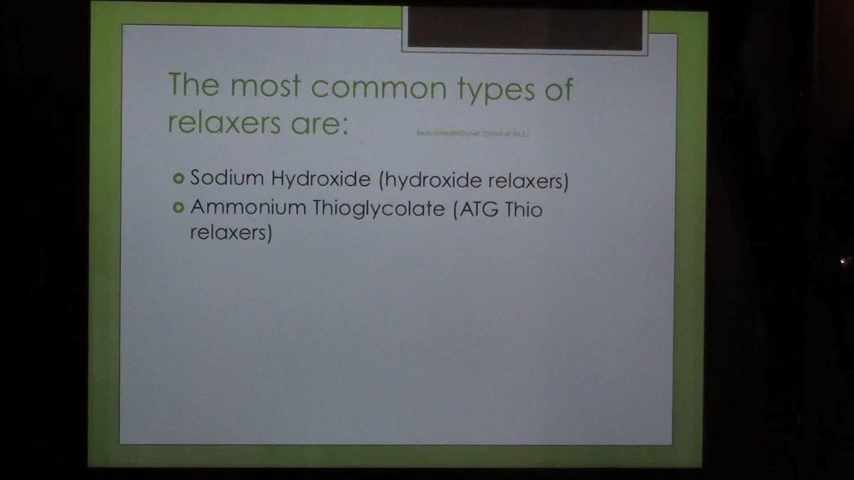 The most common types of
relaxers are:
Sodium Hydroxide (hydroxide relaxers)
Ammonium Thioglycolate (ATG Thio
relaxers)